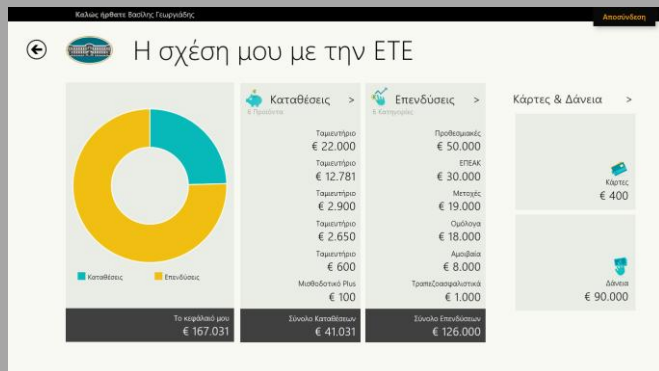 Καλώς ήρθατε Βασίλης Γεωργιάδης
Αποσύνδεση
Η σχέση μου με την ΕΤΕ
Καταθέσεις >
6 Προϊόντα
Ταμιευτήριο
€ 22.000
Ταμιευτήριο
€ 12.781
Ταμιευτήριο
€ 2.900
Ταμιευτήριο
€ 2.650
Ταμιευτήριο
€ 600
Μισθοδοτικό Plus
€ 100
Σύνολο Καταθέσεων
€ 41.031
Επενδύσεις >
Κατηγορίες
Προθεσμιακές
€ 50.000
ΕΠΕΑΚ
€ 30.000
Μετοχές
€ 19.000
Ομόλογα
€ 18.000
Αμοιβαία
€ 8.000
Τραπεζοασφαλιστικά
€ 1.000
Σύνολο Επενδύσεων
€ 126.000
Κάρτες & Δάνεια >
Κάρτες
€ 400
Δάνεια
€ 90.000
Καταθέσεις
Επενδύσεις
Το κεφάλαιό μου
€ 167.031